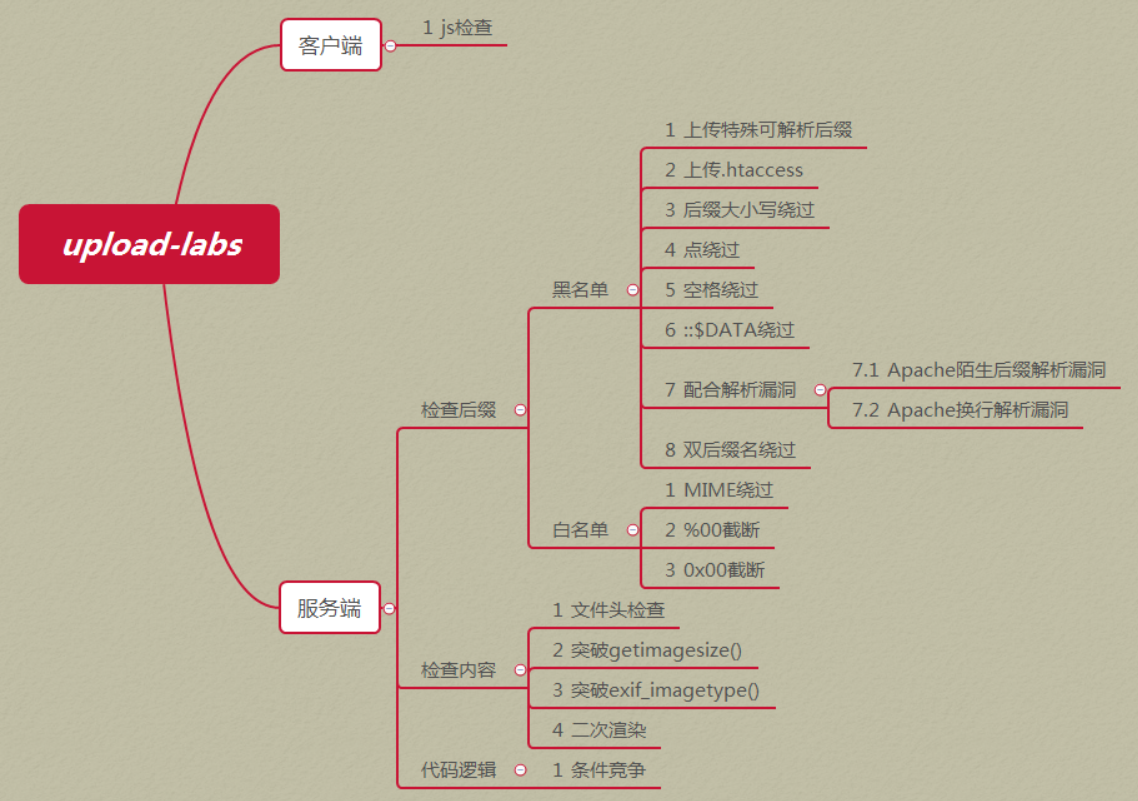 客户端
1 js检查
upload-labs
服务端
检查后缀
黑名单
1 上传特殊可解析后缀
2 上传.htaccess
3 后缀大小写绕过
4 点绕过
5 空格绕过
6 ::$DATA绕过
7 配合解析漏洞
7.1 Apache陌生后缀解析漏洞
7.2 Apache换行解析漏洞
8 双后缀名绕过
白名单
1 MIME绕过
2 %00截断
3 0x00截断
检查内容
1 文件头检查
2 突破getimagesize()
3 突破exif_imagetype()
4 二次渲染
代码逻辑
1 条件竞争